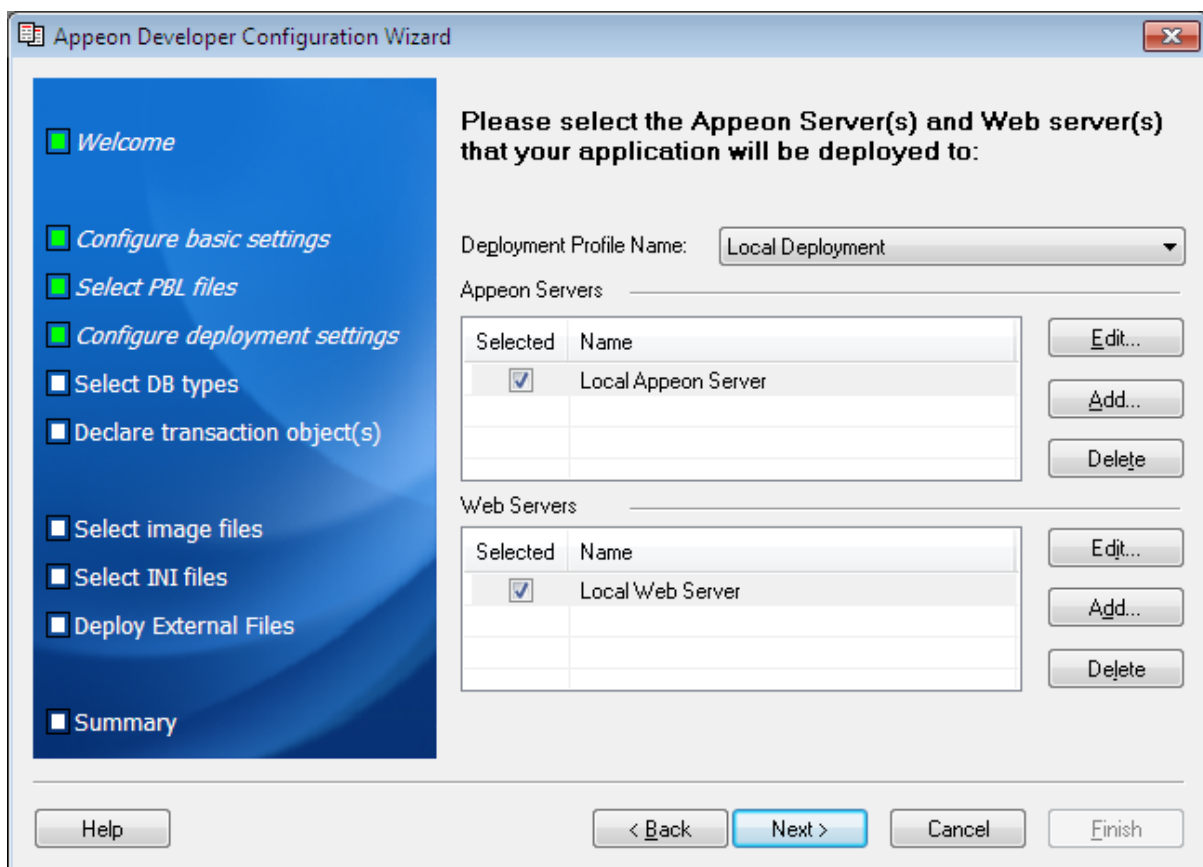 Appeon Developer Configuration Wizard
Welcome
Configure basic settings
Select PBL files
Configure deployment settings
Select DB types
Declare transaction object(s)
Select image files
Select INI files
Deploy External Files
Summary
Please select the Appeon Server(s) and Web server(s)
that your application will be deployed to:
Deployment Profile Name: Local Deployment
Appeon Servers
Selected Name
Local Appeon Server
Edit...
Add...
Delete
Web Servers
Selected Name
Local Web Server
Edit...
Add...
Delete
Help
< Back
Next >
Cancel
Finish